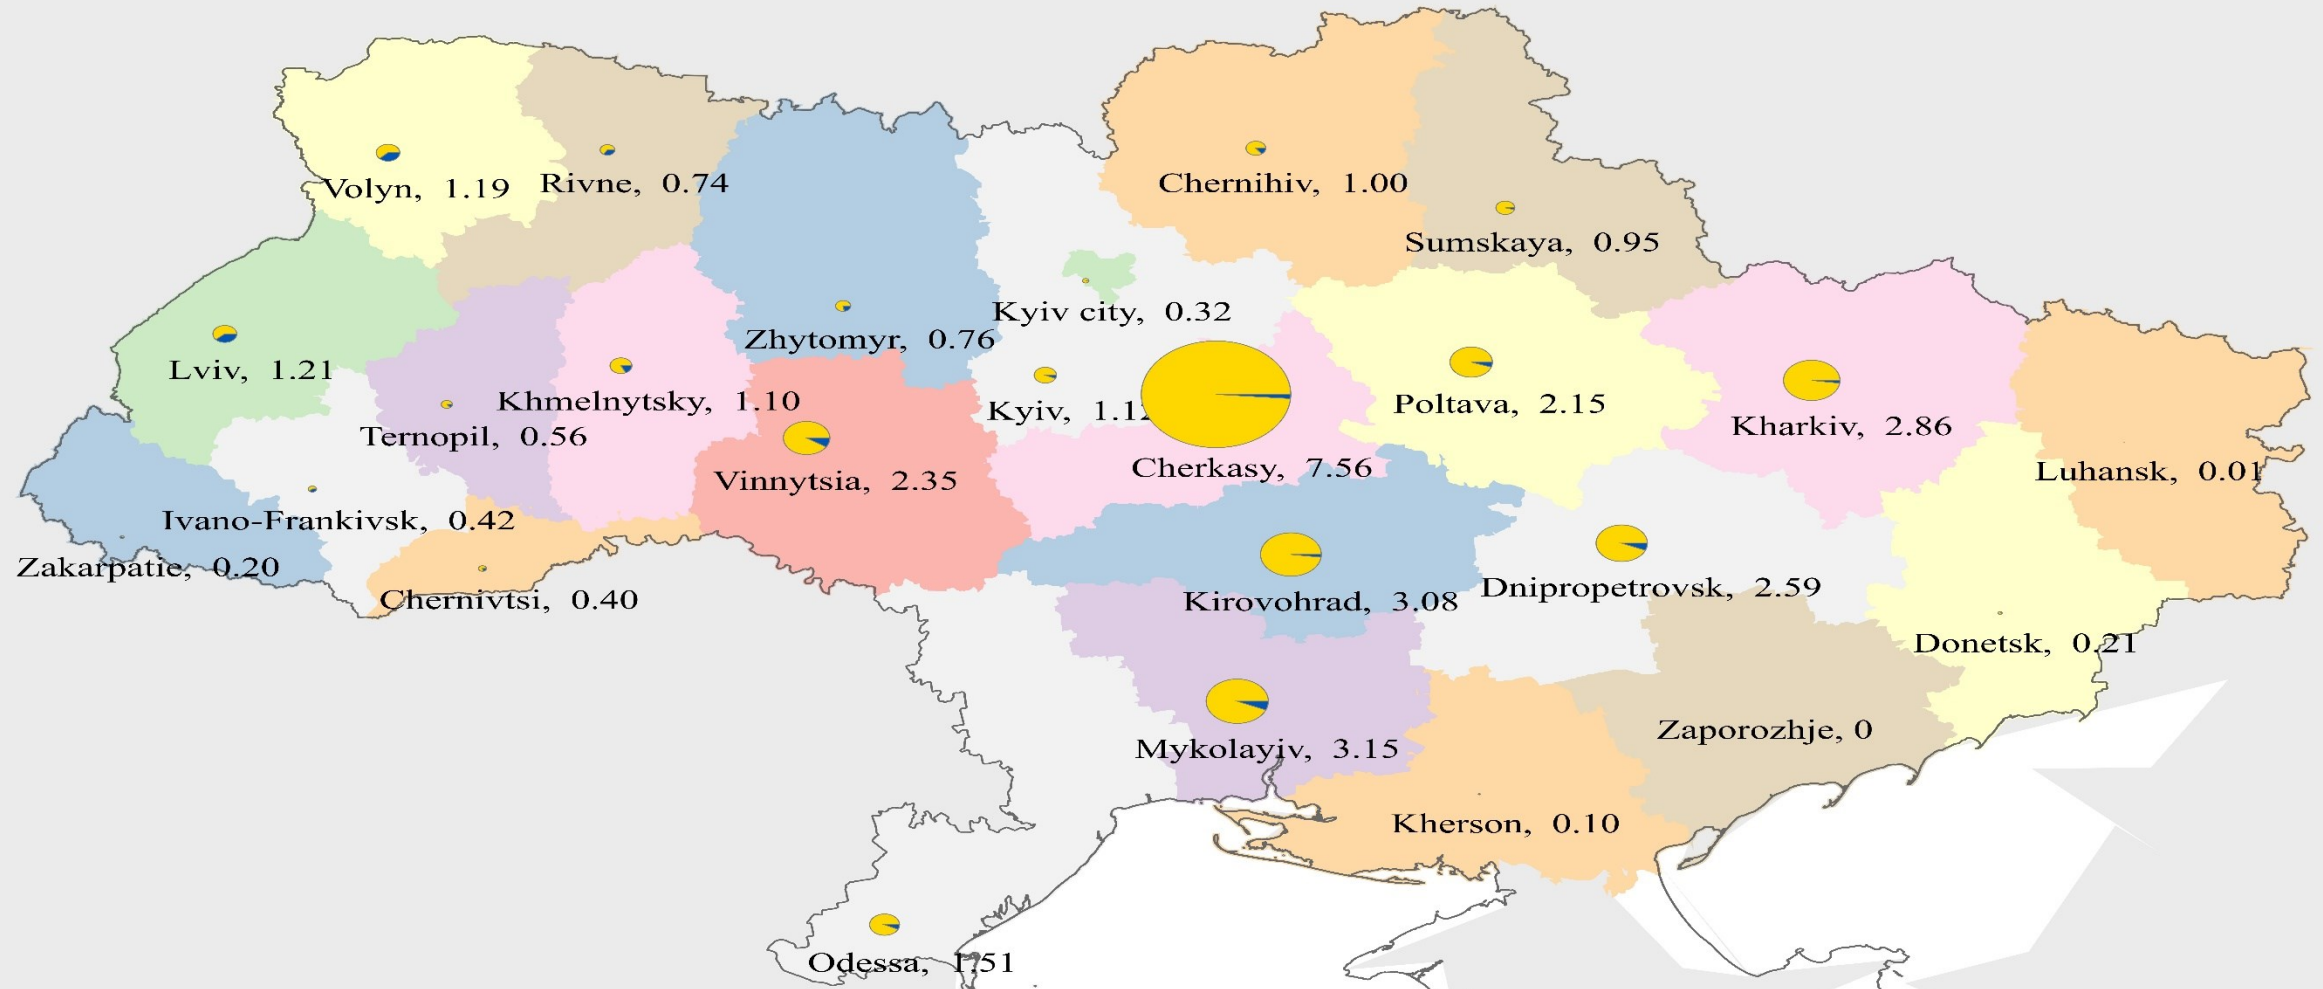 Volyn, 1.19
Rivne, 0.74
Chernihiv, 1.00
Sumskaya, 0.95
Kyiv city, 0.32
Zhytomyr, 0.76
Lviv, 1.21
Khmelnytsky, 1.10
Kyiv, 1.12
Poltava, 2.15
Kharkiv, 2.86
Ternopil, 0.56
Vinnytsia, 2.35
Cherkasy, 7.56
Luhansk, 0.01
Ivano-Frankivsk, 0.42
Zakarpatie, 0.20
Chernivtsi, 0.40
Kirovohrad, 3.08
Dnipropetrovsk, 2.59
Donetsk, 0.21
Zaporozhje, 0
Mykolayiv, 3.15
Kherson, 0.10
Odessa, 1.51